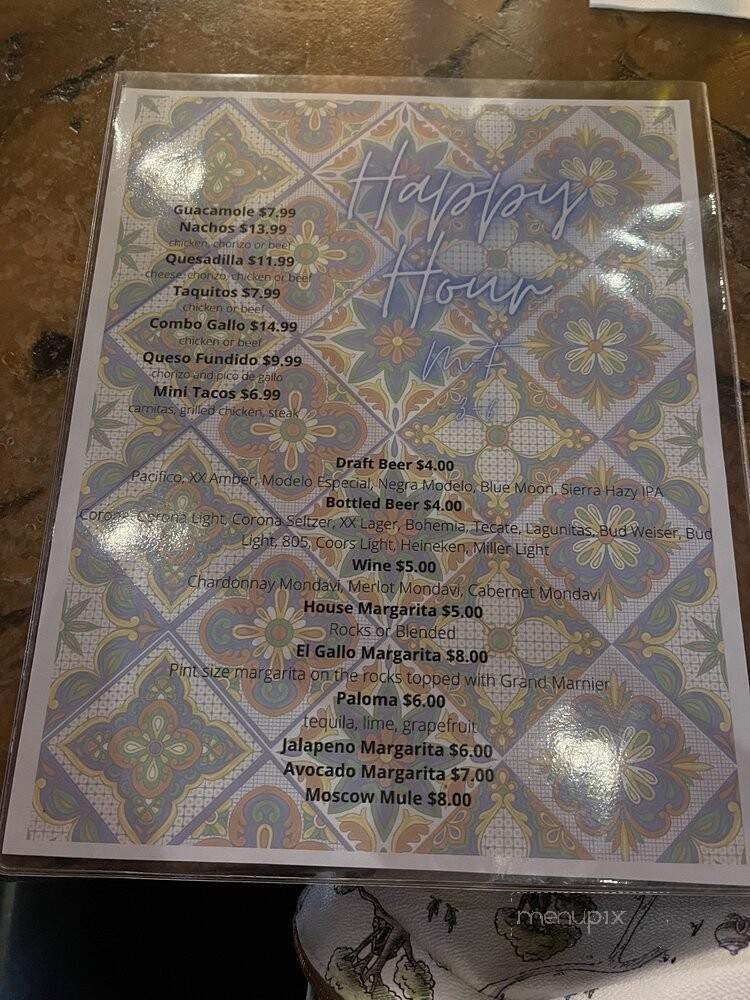 Happy
Hour
M-F
3-6
Guacamole $7.99
Nachos $13.99
chicken, chorizo or beef
Quesadilla $11.99
cheese, chorizo, chicken or beef
Taquitos $7.99
chicken or beef
Combo Gallo $14.99
chicken or beef
Queso Fundido $9.99
chorizo and pico de gallo
Mini Tacos $6.99
carnitas, grilled chicken, steak
Draft Beer $4.00
Pacifico, XX Amber, Modelo Especial, Negra Modelo, Blue Moon, Sierra Hazy IPA
Bottled Beer $4.00
Corona, Corona Light, Corona Seltzer, XX Lager, Bohemia, Tecate, Lagunitas, Bud Weiser, Bud
Light, 805, Coors Light, Heineken, Miller Light
Wine $5.00
Chardonnay Mondavi, Merlot Mondavi, Cabernet Mondavi
House Margarita $5.00
Rocks or Blended
El Gallo Margarita $8.00
Pint size margarita on the rocks topped with Grand Marnier
Paloma $6.00
tequila, lime, grapefruit
Jalapeno Margarita $6.00
Avocado Margarita $7.00
Moscow Mule $8.00
menupix